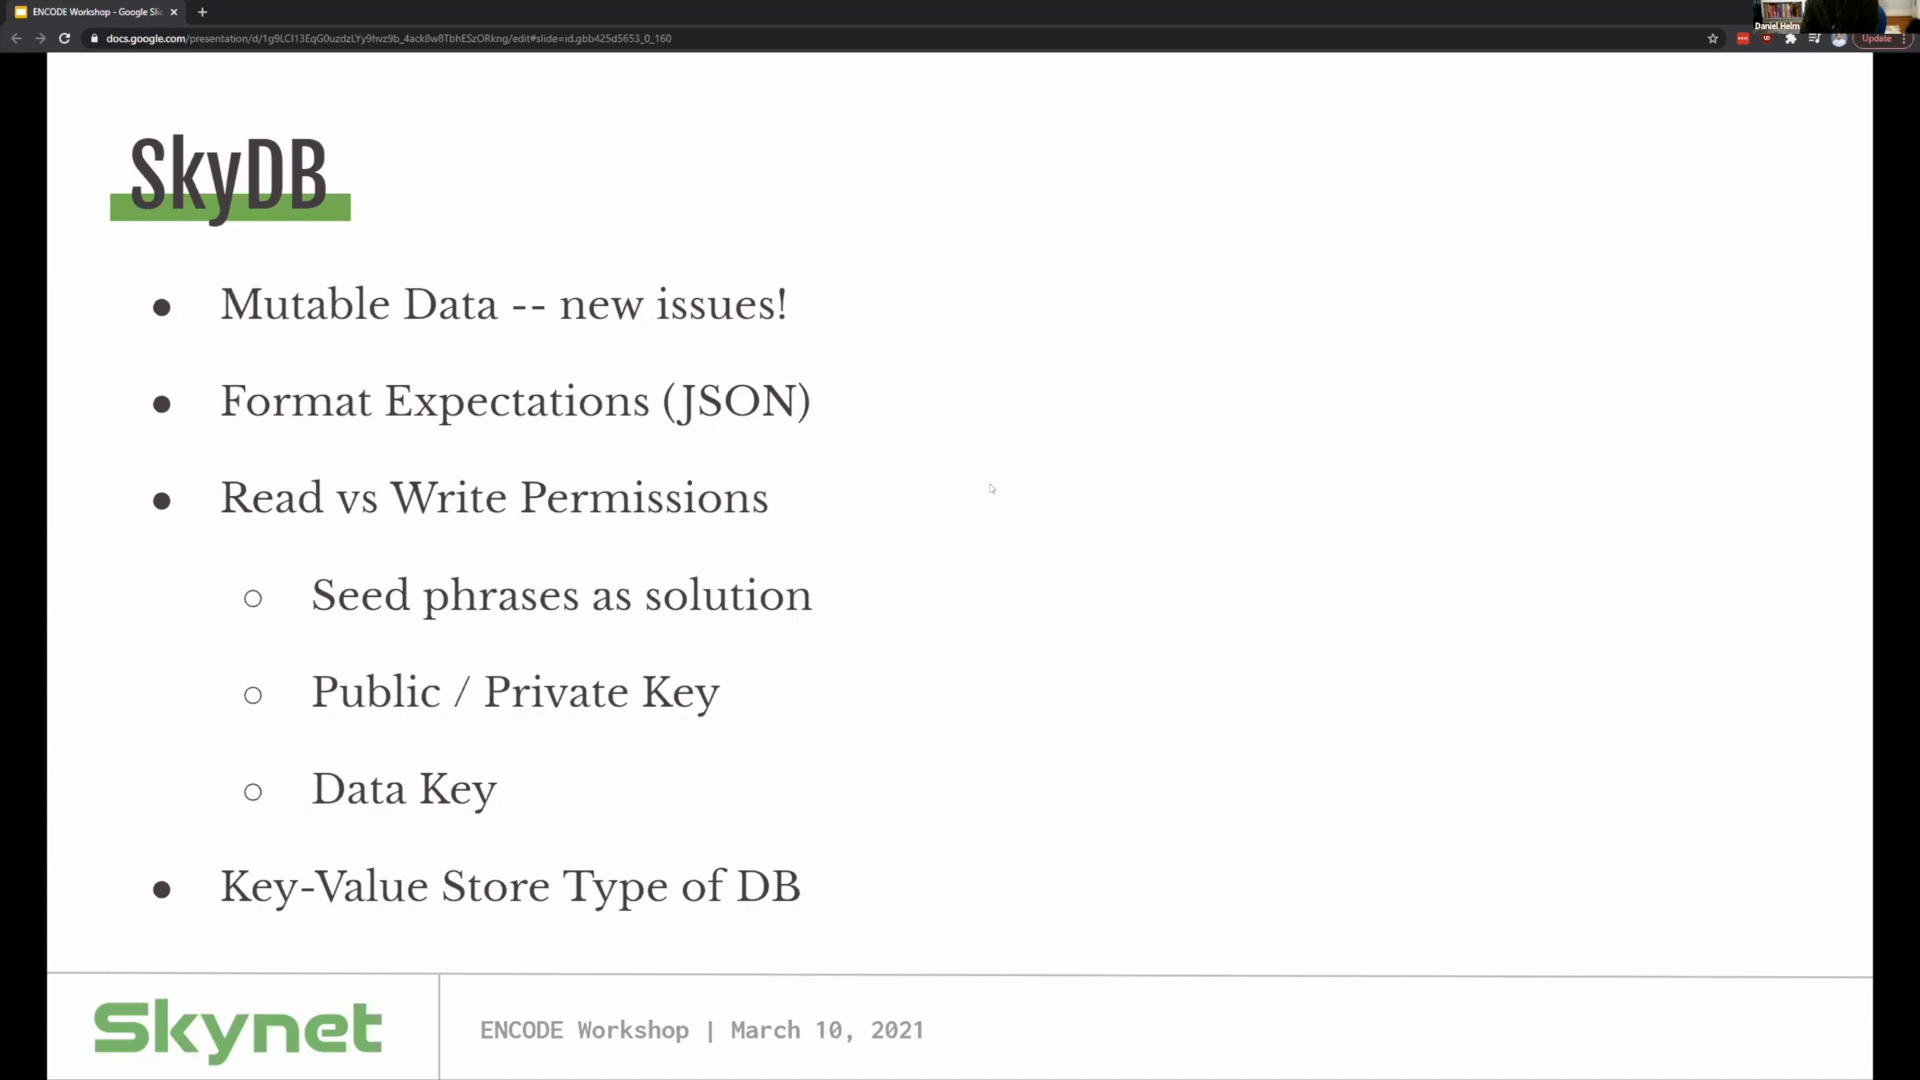 ENCODE Workshop - Google Sli
docs.google.com/presentation/d/1g9LCI13EqG0uzdzLYy9hvz9b_4ack8w8TbhESzORkng/edit#slide=id.gbb425d5653_0_160
Daniel Helm
Update
SkyDB
● Mutable Data -- new issues!
● Format Expectations (JSON)
● Read vs Write Permissions
○ Seed phrases as solution
○ Public / Private Key
○ Data Key
● Key-Value Store Type of DB
Skynet
ENCODE Workshop | March 10, 2021